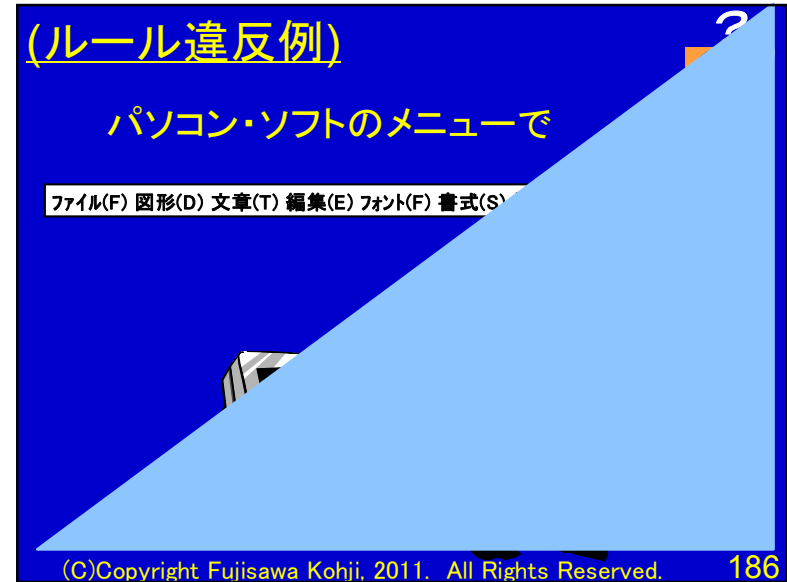 (ルール違反例)
?
パソコン・ソフトのメニューで
ファイル(F) 図形(D) 文章(T) 編集(E) フォント(F) 書式(S)
(C)Copyright Fujisawa Kohji, 2011. All Rights Reserved.
186